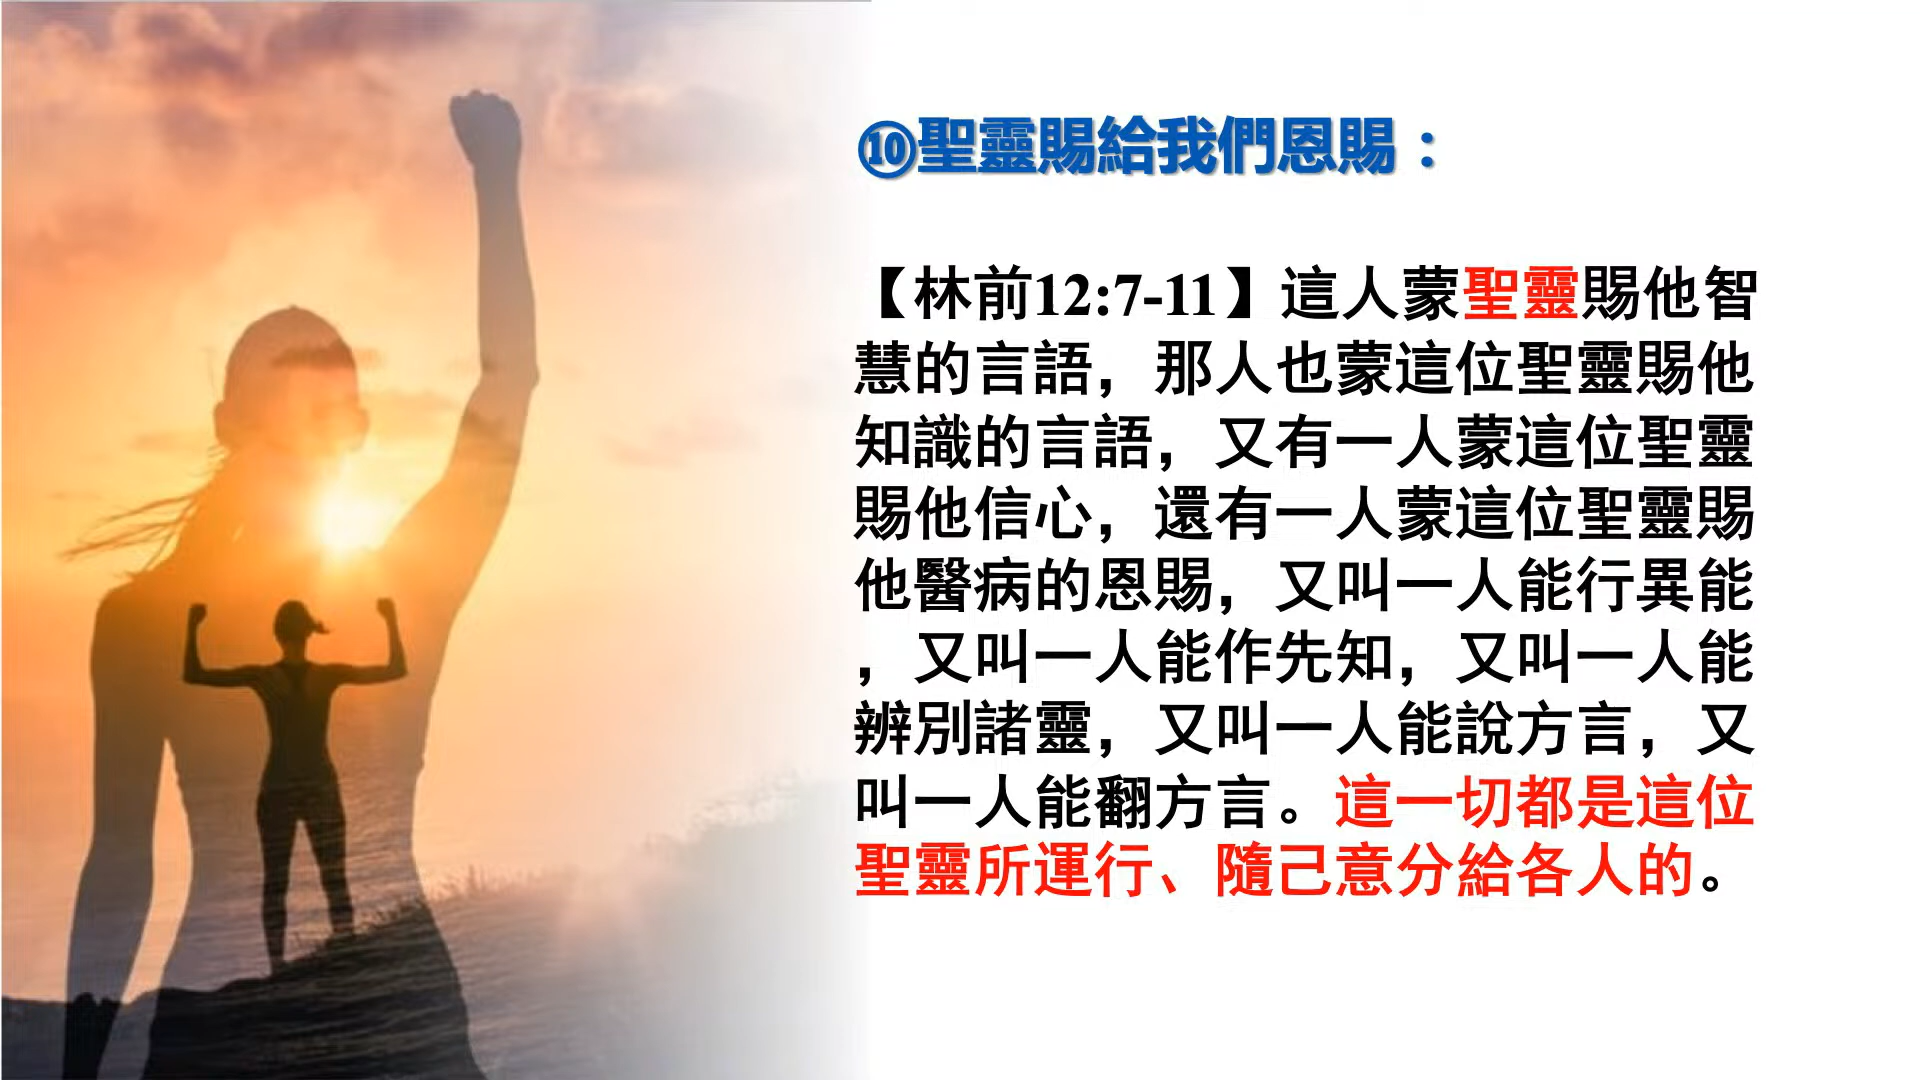 ⑩聖靈賜給我們恩賜：
【林前12:7-11】這人蒙聖靈賜他智
慧的言語，那人也蒙這位聖靈賜他
知識的言語，又有一人蒙這位聖靈
賜他信心，還有一人蒙這位聖靈賜
他醫病的恩賜，又叫一人能行異能
，又叫一人能作先知，又叫一人能
辨別諸靈，又叫一人能說方言，又
叫一人能翻方言。這一切都是這位
聖靈所運行、隨己意分給各人的。